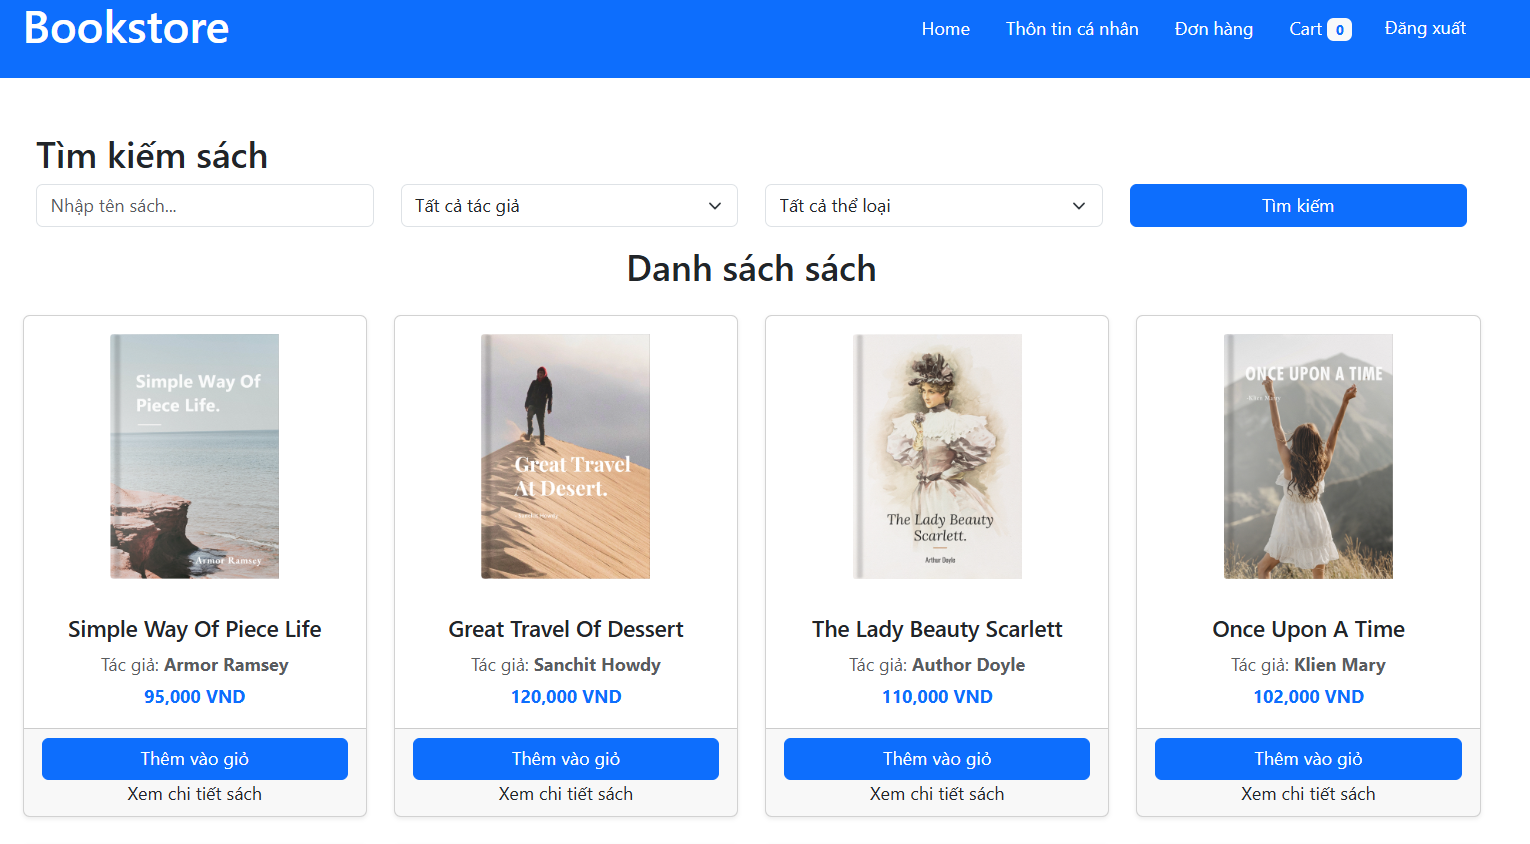 Bookstore
Home
Thôn tin cá nhân
Đơn hàng
Cart 0
Đăng xuất
Tìm kiếm sách
Nhập tên sách...
Tất cả tác giả
Tất cả thể loại
Tìm kiếm
Danh sách sách
Simple Way Of
Piece Life.
Armor Ramsey
Simple Way Of Piece Life
Tác giả: Armor Ramsey
95,000 VND
Thêm vào giỏ
Xem chi tiết sách
Great Travel
At Desert.
Great Travel Of Dessert
Tác giả: Sanchit Howdy
120,000 VND
Thêm vào giỏ
Xem chi tiết sách
The Lady Beauty
Scarlett.
Arthur Doyle
The Lady Beauty Scarlett
Tác giả: Author Doyle
110,000 VND
Thêm vào giỏ
Xem chi tiết sách
ONCE UPON A TIME
Klien Mary
Once Upon A Time
Tác giả: Klien Mary
102,000 VND
Thêm vào giỏ
Xem chi tiết sách